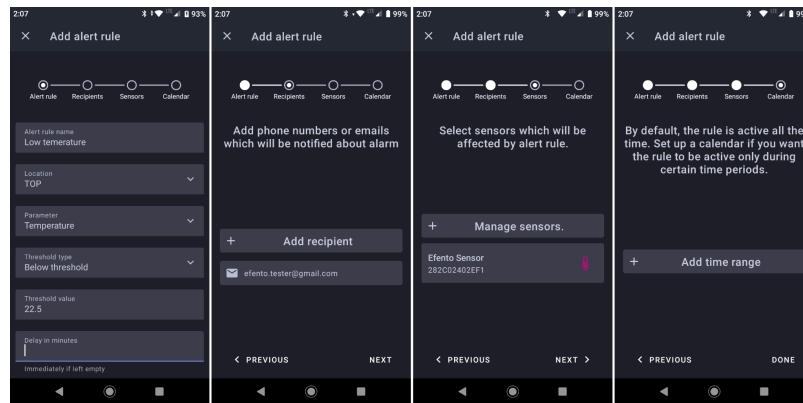 2:07
LTE
93%
Add alert rule
Alert rule
Recipients
Sensors
Calendar
Alert rule name
Low temerature
Location
TOP
Parameter
Temperature
Threshold type
Below threshold
Threshold value
22.5
Delay in minutes
Immediately if left empty
2:07
LTE
99%
Add alert rule
Alert rule
Recipients
Sensors
Calendar
Add phone numbers or emails
which will be notified about alarm
+ Add recipient
efento.tester@gmail.com
PREVIOUS
NEXT
2:07
LTE
99%
Add alert rule
Alert rule
Recipients
Sensors
Calendar
Select sensors which will be
affected by alert rule.
+ Manage sensors.
Efento Sensor
282C02402EF1
PREVIOUS
NEXT
2:07
LTE
99
Add alert rule
Alert rule
Recipients
Sensors
Calendar
By default, the rule is active all the
time. Set up a calendar if you want
the rule to be active only during
certain time periods.
+ Add time range
PREVIOUS
DONE